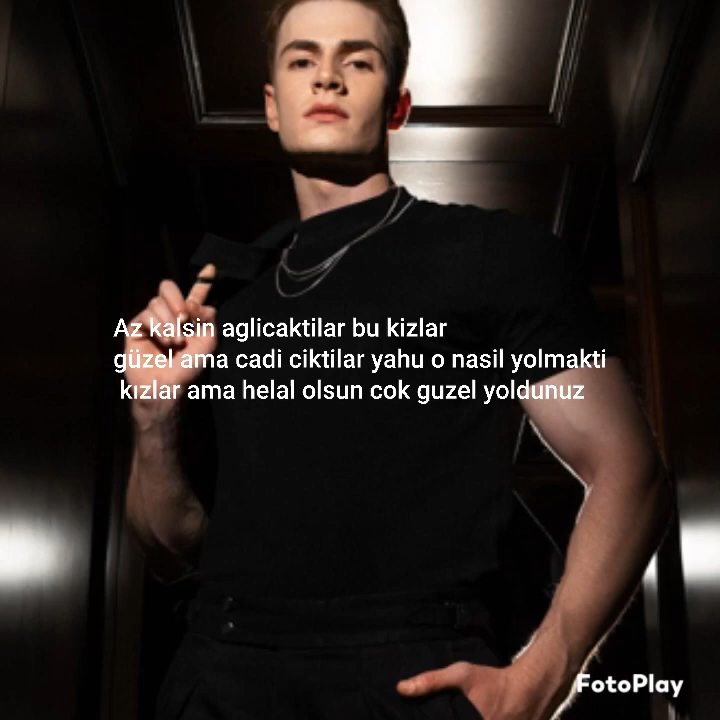 Az kalsin aglicaktilar bu kizlar
güzel ama cadi ciktilar yahu o nasil yolmakti
kızlar ama helal olsun cok guzel yoldunuz
FotoPlay